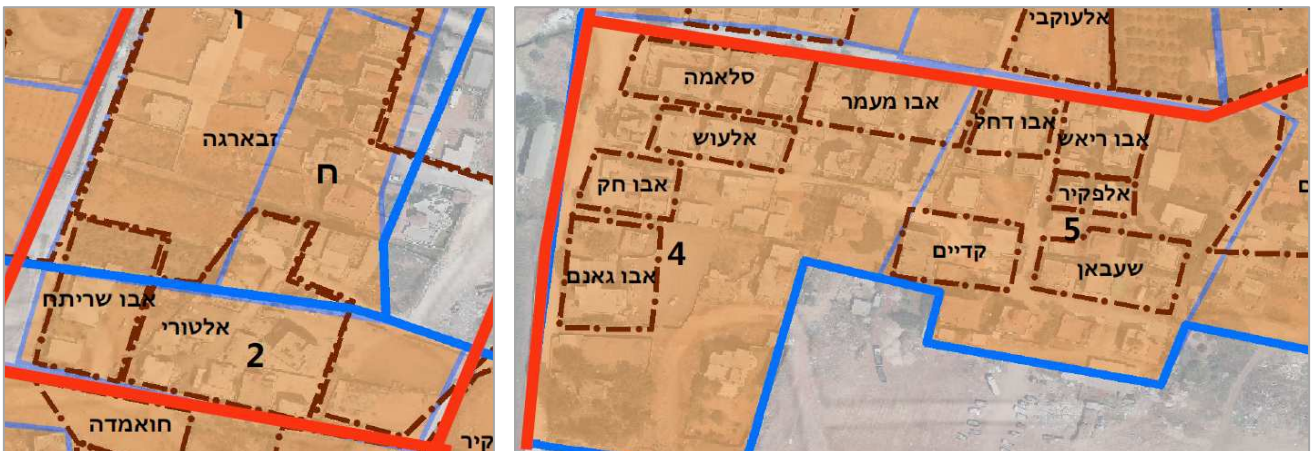 ו
זבארגה
ח
אבו שריתח
אלטורי
2
חואמדה
קיר
אלעוקבי
סלאמה
אבו מעמר
אבו דחל
אבו ריאש
אלעוש
אבו חק
אלפקיר
4
5
קדיים
שעבאן
אבו גאנם
ם